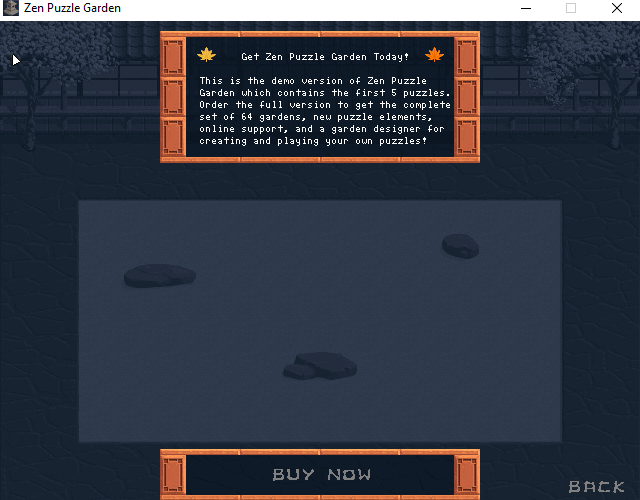 Zen Puzzle Garden
Get Zen Puzzle Garden Today!
This is the demo version of Zen Puzzle
Garden which contains the first 5 puzzles.
Order the full version to get the complete
set of 64 gardens, new puzzle elements,
online support, and a garden designer for
creating and playing your own puzzles!
BUY NOW
BACK